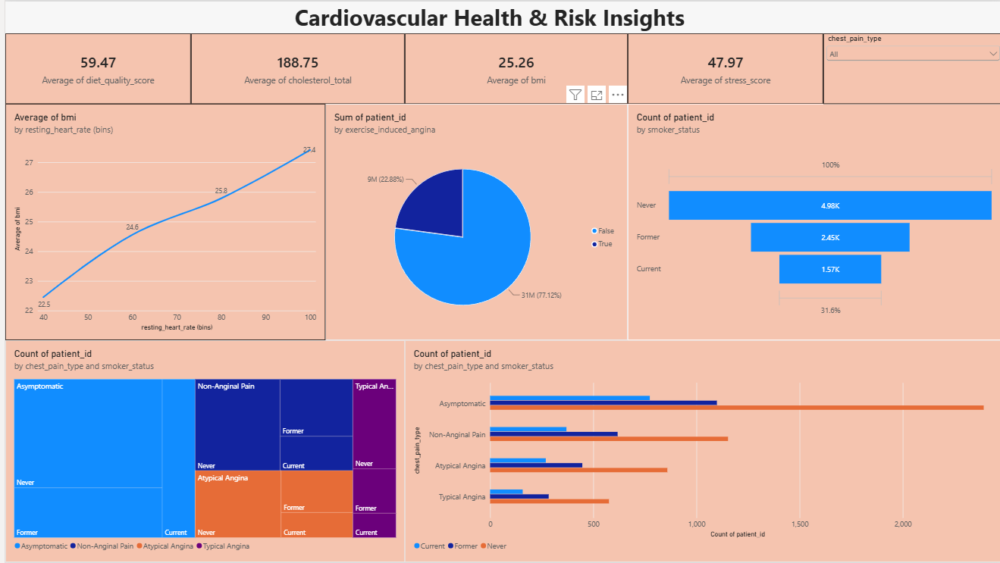 Cardiovascular Health & Risk Insights
59.47
Average of diet_quality_score
188.75
Average of cholesterol_total
25.26
Average of bmi
47.97
Average of stress_score
chest_pain_type
All
Average of bmi
by resting_heart_rate (bins)
Average of bmi
27
26
25
24
23
22
22.5
24.6
25.8
27.4
40 50 60 70 80 90 100
resting_heart_rate (bins)
Sum of patient_id
by exercise_induced_angina
9M (22.88%)
31M (77.12%)
False
True
Count of patient_id
by smoker_status
100%
Never 4.98K
Former 2.45K
Current 1.57K
31.6%
Count of patient_id
by chest_pain_type and smoker_status
Asymptomatic
Never
Former
Current
Non-Anginal Pain
Never
Former
Current
Atypical Angina
Never
Former
Current
Typical An...
Never
Former
Current
Asymptomatic Non-Anginal Pain Atypical Angina Typical Angina
Count of patient_id
by chest_pain_type and smoker_status
chest_pain_type
Asymptomatic
Non-Anginal Pain
Atypical Angina
Typical Angina
0 500 1,000 1,500 2,000
Count of patient_id
Current Former Never